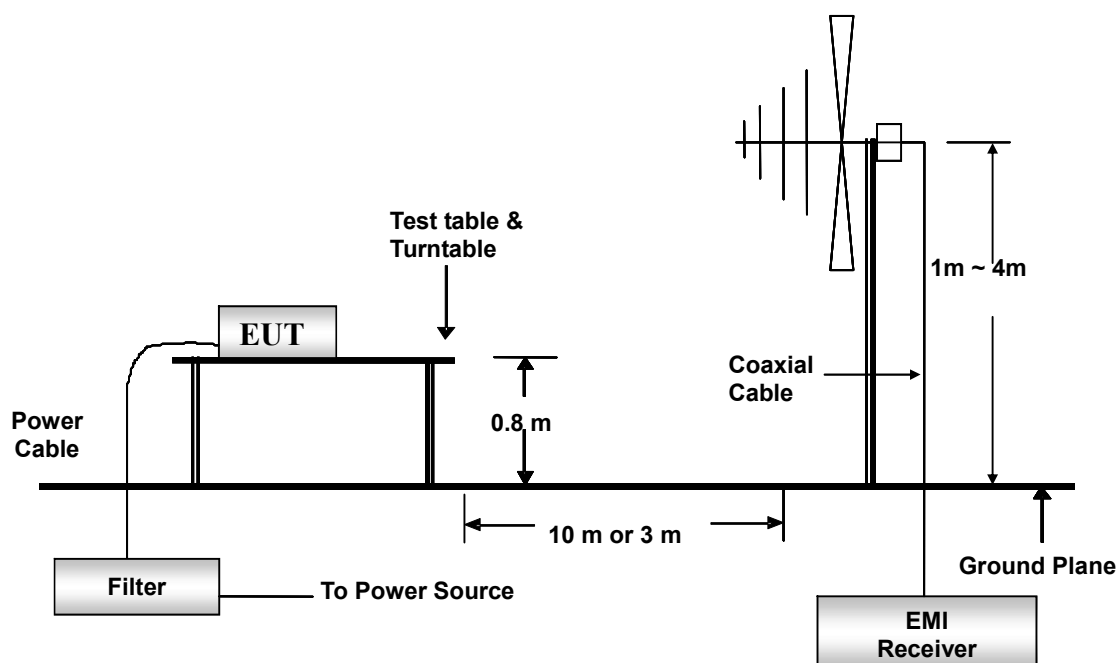 Test table &
Turntable
EUT
1m ~ 4m
Coaxial
Cable
0.8 m
Power
Cable
10 m or 3 m
Ground Plane
Filter
To Power Source
EMI
Receiver